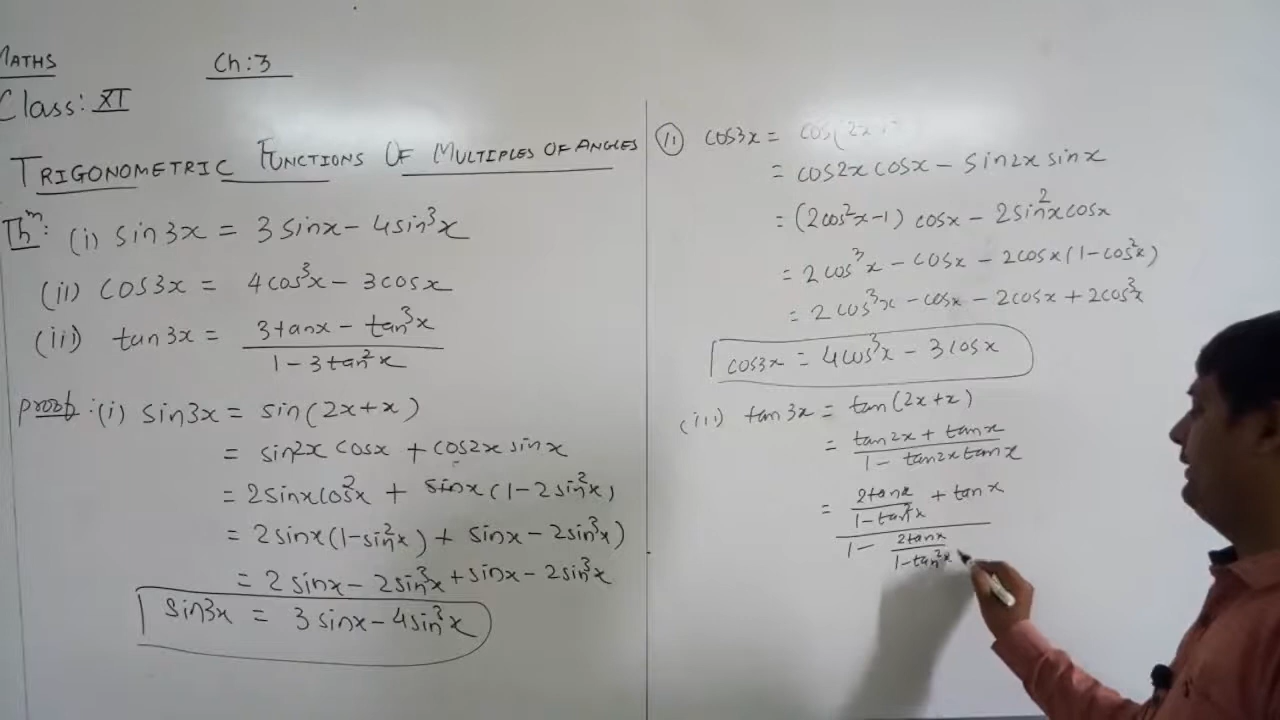 MATHS
Ch:3
Class: XI
TRIGONOMETRIC FUNCTIONS OF MULTIPLES OF ANGLES
Thᵐ: (i) sin3x = 3sinx - 4sin³x
(ii) cos3x = 4cos³x - 3cosx
(iii) tan3x = (3tanx - tan³x)/(1 - 3tan²x)
proof: (i) sin3x = sin(2x+x)
= sin2x cosx + cos2x sinx
= 2sinxcos²x + sinx(1-2sin²x)
= 2sinx(1-sin²x) + sinx - 2sin³x)
= 2sinx - 2sin³x + sinx - 2sin³x
sin3x = 3sinx - 4sin³x
(ii) cos3x = cos(2x
= cos2x cosx - sin2x sinx
= (2cos²x-1) cosx - 2sin²xcosx
= 2cos³x - cosx - 2cosx(1-cos²x)
= 2cos³x - cosx - 2cosx + 2cos³x
cos3x = 4cos³x - 3cosx
(iii) tan3x = tan(2x+x)
= (tan2x + tanx)/(1 - tan2x tanx)
= (2tanx/(1-tan²x) + tanx)/(1 - 2tanx/(1-tan²x